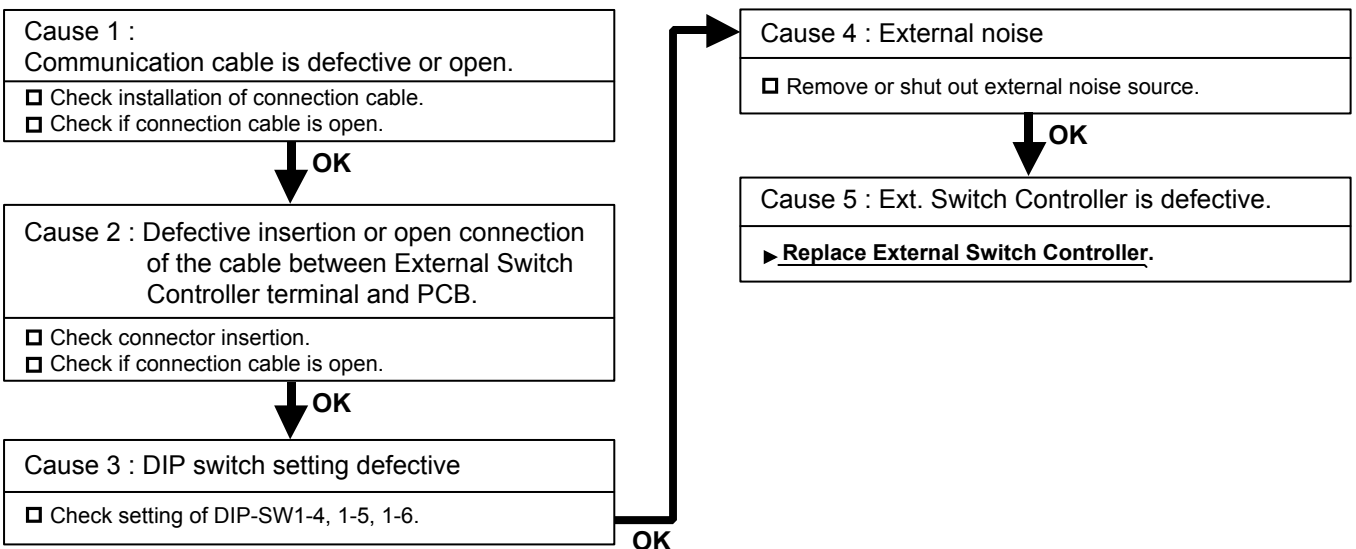 Cause 1 :
Communication cable is defective or open.
Check installation of connection cable.
Check if connection cable is open.
OK
Cause 2 : Defective insertion or open connection
of the cable between External Switch
Controller terminal and PCB.
Check connector insertion.
Check if connection cable is open.
OK
Cause 3 : DIP switch setting defective
Check setting of DIP-SW1-4, 1-5, 1-6.
OK
Cause 4 : External noise
Remove or shut out external noise source.
OK
Cause 5 : Ext. Switch Controller is defective.
Replace External Switch Controller.